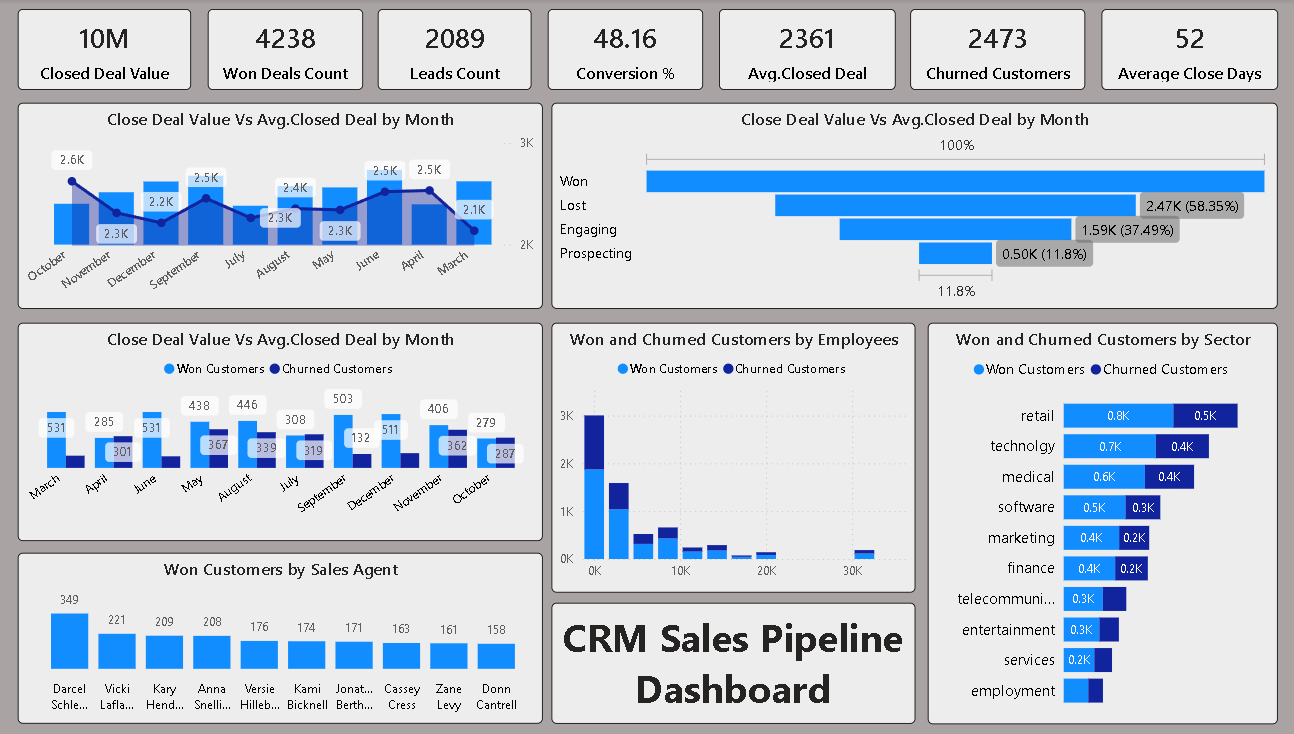 10M
Closed Deal Value
4238
Won Deals Count
2089
Leads Count
48.16
Conversion %
2361
Avg.Closed Deal
2473
Churned Customers
52
Average Close Days
Close Deal Value Vs Avg.Closed Deal by Month
3K
2K
2.6K
2.3K
2.2K
2.5K
2.3K
2.4K
2.3K
2.5K
2.5K
2.1K
October
November
December
September
July
August
May
June
April
March
Close Deal Value Vs Avg.Closed Deal by Month
100%
Won
Lost
2.47K (58.35%)
Engaging
1.59K (37.49%)
Prospecting
0.50K (11.8%)
11.8%
Close Deal Value Vs Avg.Closed Deal by Month
Won Customers
Churned Customers
531
285
301
531
438
367
446
339
308
319
503
132
511
406
362
279
287
March
April
June
May
August
July
September
December
November
October
Won and Churned Customers by Employees
Won Customers
Churned Customers
3K
2K
1K
0K
0K
10K
20K
30K
Won and Churned Customers by Sector
Won Customers
Churned Customers
retail 0.8K 0.5K
technolgy 0.7K 0.4K
medical 0.6K 0.4K
software 0.5K 0.3K
marketing 0.4K 0.2K
finance 0.4K 0.2K
telecommuni... 0.3K
entertainment 0.3K
services 0.2K
employment
Won Customers by Sales Agent
349
221
209
208
176
174
171
163
161
158
Darcel
Schle...
Vicki
Lafla...
Kary
Hend...
Anna
Snelli...
Versie
Hilleb...
Kami
Bicknell
Jonat...
Berth...
Cassey
Cress
Zane
Levy
Donn
Cantrell
CRM Sales Pipeline
Dashboard